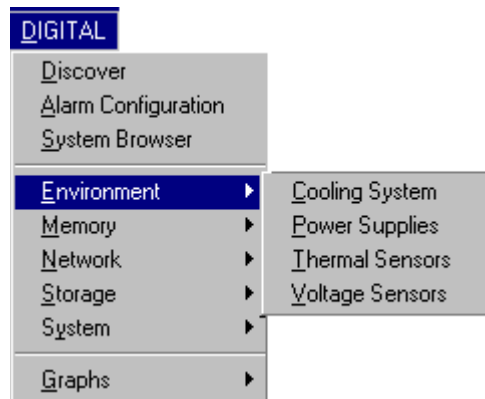 DIGITAL
Discover
Alarm Configuration
System Browser
Environment
Cooling System
Memory
Power Supplies
Network
Thermal Sensors
Storage
Voltage Sensors
System
Graphs